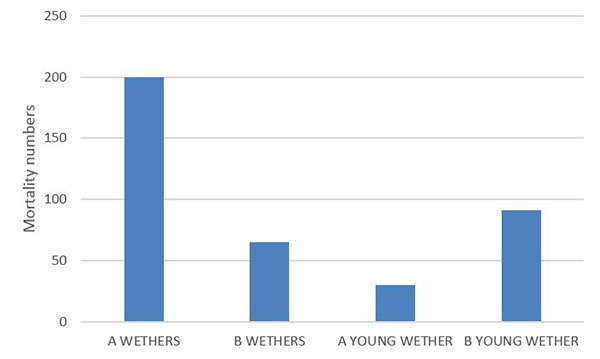 250
200
150
100
50
0
Mortality numbers
A WETHERS
B WETHERS
A YOUNG WETHER
B YOUNG WETHER